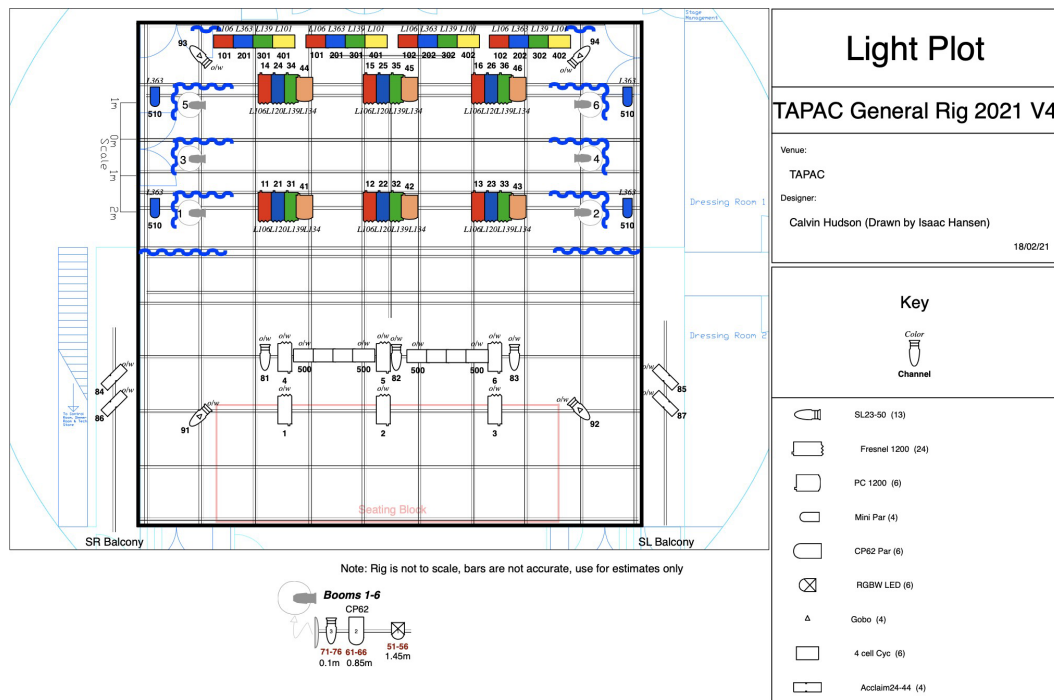 Stage
Management
L106 L363 L139 L101
L106 L363 L139 L101
L106 L363 L139 L101
L106 L363 L139 L101
93
94
o/w
o/w
101 201 301 401
101 201 301 401
102 202 302 402
102 202 302 402
14 24 34 44
15 25 35 45
16 26 36 46
L363
L363
5
6
510
510
L106L120L139L134
L106L120L139L134
L106L120L139L134
1m
0m
1m
2m
Scale
3
4
11 21 31 41
12 22 32 42
13 23 33 43
L363
L363
1
2
510
510
L106L120L139L134
L106L120L139L134
L106L120L139L134
Dressing Room 1
Dressing Room 2
o/w o/w o/w o/w o/w o/w
81 4 500 500 5 82 500 500 6 83
o/w
o/w
84
85
o/w
o/w
86
87
o/w
o/w
91
92
1 2 3
To Control
Room, Dimmer
Room & Tech
Store
Seating Block
SR Balcony
SL Balcony
Note: Rig is not to scale, bars are not accurate, use for estimates only
Booms 1-6
CP62
3
2
71-76 61-66 51-56
0.1m 0.85m 1.45m
Light Plot
TAPAC General Rig 2021 V4
Venue:
TAPAC
Designer:
Calvin Hudson (Drawn by Isaac Hansen)
18/02/21
Key
Color
Channel
SL23-50 (13)
Fresnel 1200 (24)
PC 1200 (6)
Mini Par (4)
CP62 Par (6)
RGBW LED (6)
Gobo (4)
4 cell Cyc (6)
Acclaim24-44 (4)